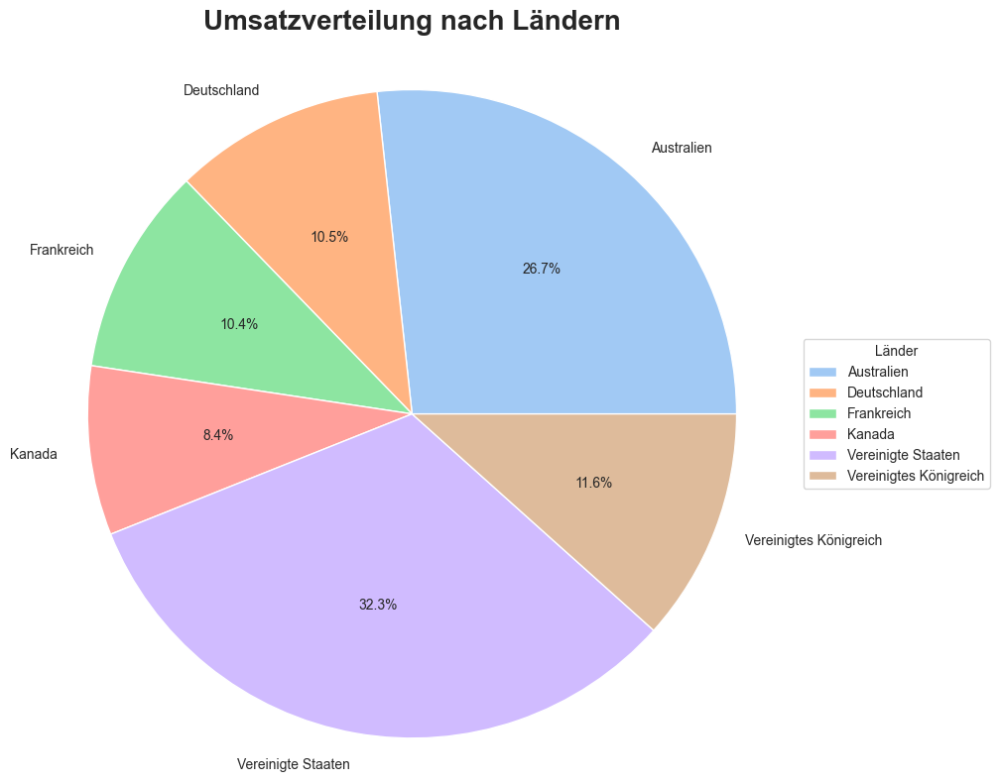 Umsatzverteilung nach Ländern
Deutschland
Australien
10.5%
26.7%
Frankreich
10.4%
Länder
Australien
Deutschland
Frankreich
Kanada
Vereinigte Staaten
Vereinigtes Königreich
8.4%
Kanada
11.6%
Vereinigtes Königreich
32.3%
Vereinigte Staaten